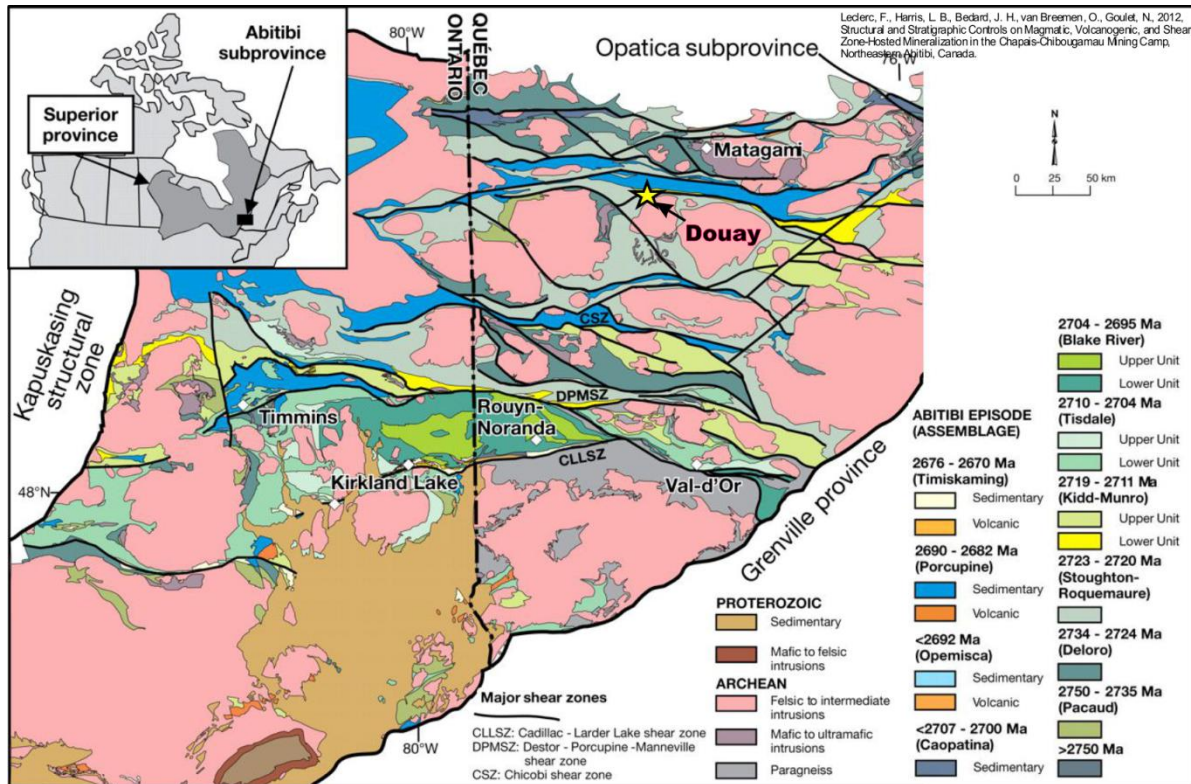 Leclerc, F., Harris, L. B., Bedard, J. H., van Breemen, O., Goulet, N., 2012,
Structural and Stratigraphic Controls on Magmatic, Volcanogenic, and Shear
Zone-Hosted Mineralization in the Chapais-Chibougamau Mining Camp,
Northeastern Abitibi, Canada.
Abitibi
subprovince
Superior
province
80°W
QUÉBEC
ONTARIO
Opatica subprovince
76°W
N
0 25 50 km
Matagami
Douay
CSZ
Kapuskasing
structural
zone
DPMSZ
Timmins
Rouyn-
Noranda
CLLSZ
Kirkland Lake
Val-d'Or
48°N
Grenville province
80°W
Major shear zones
CLLSZ: Cadillac - Larder Lake shear zone
DPMSZ: Destor - Porcupine -Manneville
shear zone
CSZ: Chicobi shear zone
PROTEROZOIC
Sedimentary
Mafic to felsic
intrusions
ARCHEAN
Felsic to intermediate
intrusions
Mafic to ultramafic
intrusions
Paragneiss
ABITIBI EPISODE
(ASSEMBLAGE)
2676 - 2670 Ma
(Timiskaming)
Sedimentary
Volcanic
2690 - 2682 Ma
(Porcupine)
Sedimentary
Volcanic
<2692 Ma
(Opemisca)
Sedimentary
Volcanic
<2707 - 2700 Ma
(Caopatina)
Sedimentary
2704 - 2695 Ma
(Blake River)
Upper Unit
Lower Unit
2710 - 2704 Ma
(Tisdale)
Upper Unit
Lower Unit
2719 - 2711 Ma
(Kidd-Munro)
Upper Unit
Lower Unit
2723 - 2720 Ma
(Stoughton-
Roquemaure)
2734 - 2724 Ma
(Deloro)
2750 - 2735 Ma
(Pacaud)
>2750 Ma